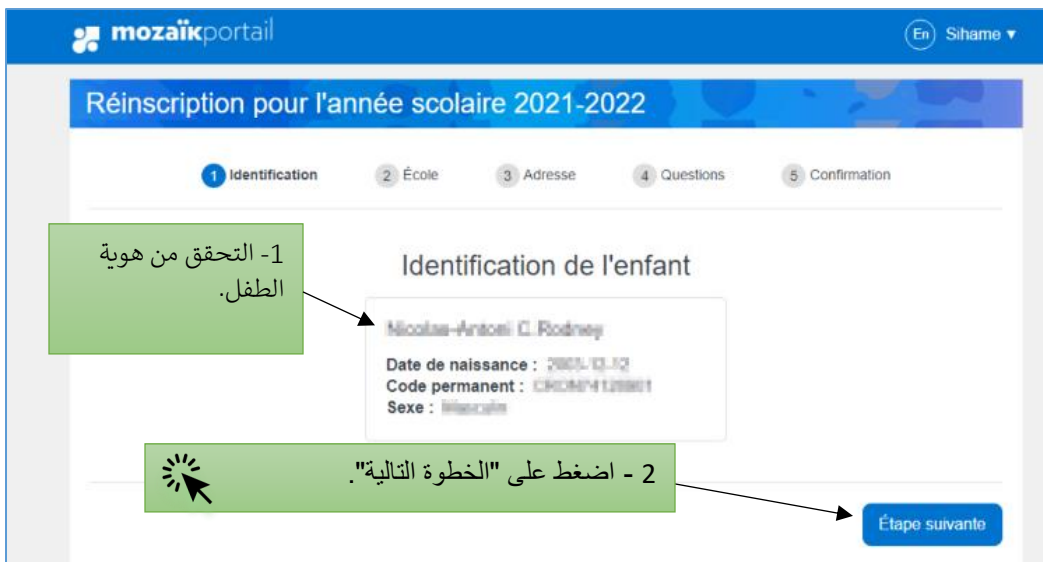 mozaïkportail
En Sihame
Réinscription pour l'année scolaire 2021-2022
1 Identification 2 École 3 Adresse 4 Questions 5 Confirmation
1- التحقق من هوية
الطفل.
Identification de l'enfant
Date de naissance :
Code permanent :
Sexe :
2 - اضغط على "الخطوة التالية".
Étape suivante